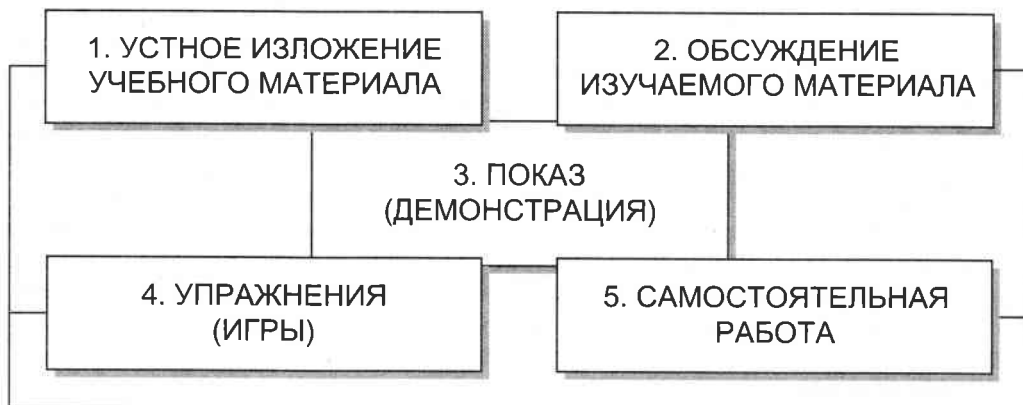 1. УСТНОЕ ИЗЛОЖЕНИЕ
УЧЕБНОГО МАТЕРИАЛА
2. ОБСУЖДЕНИЕ
ИЗУЧАЕМОГО МАТЕРИАЛА
3. ПОКАЗ
(ДЕМОНСТРАЦИЯ)
4. УПРАЖНЕНИЯ
(ИГРЫ)
5. САМОСТОЯТЕЛЬНАЯ
РАБОТА